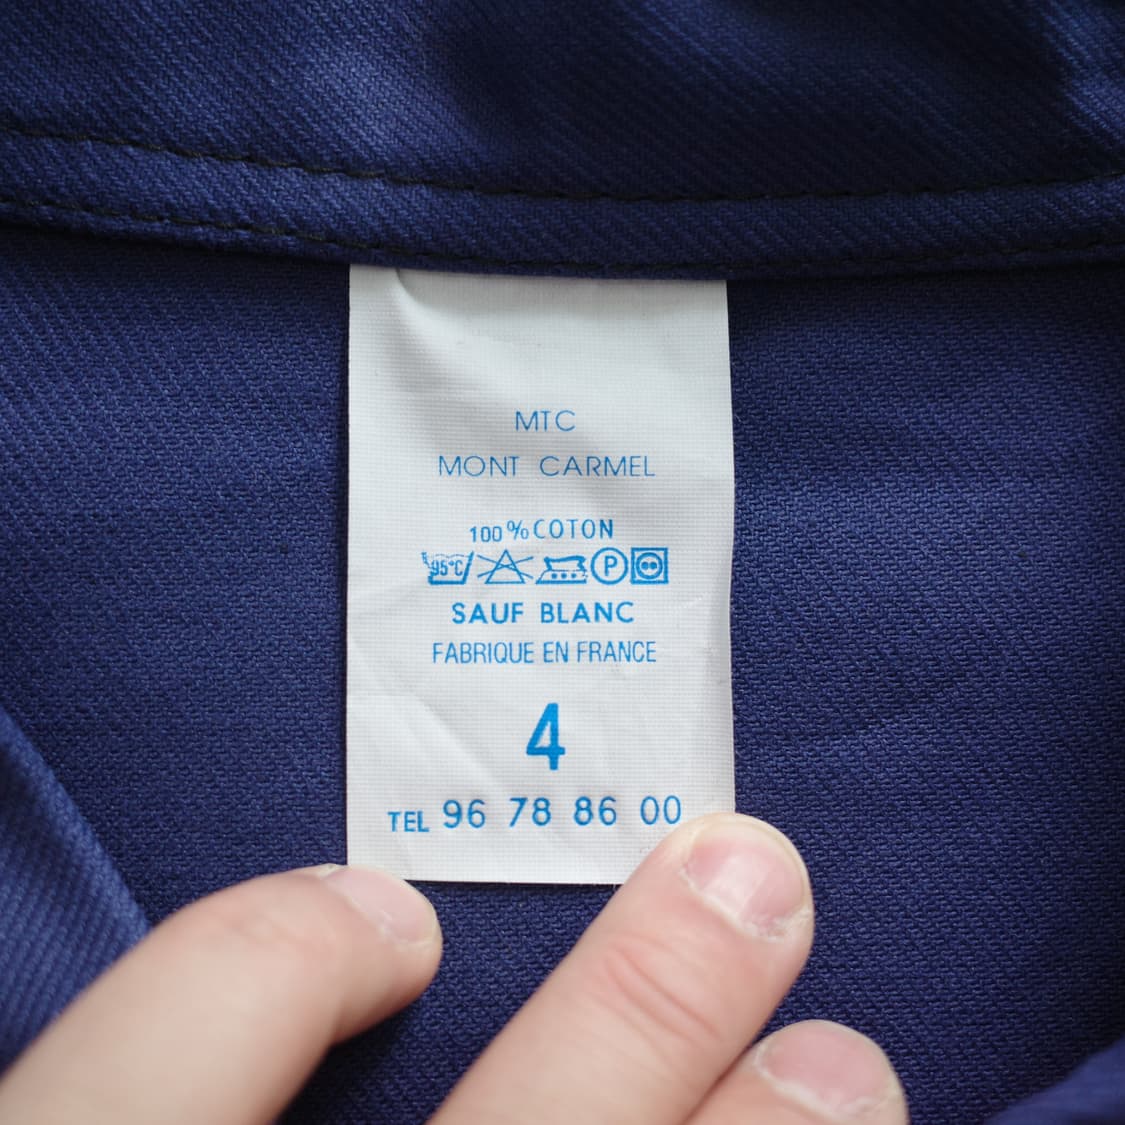 MTC
MONT CARMEL
100 % COTON
95°C P
SAUF BLANC
FABRIQUE EN FRANCE
4
TEL 96 78 86 00